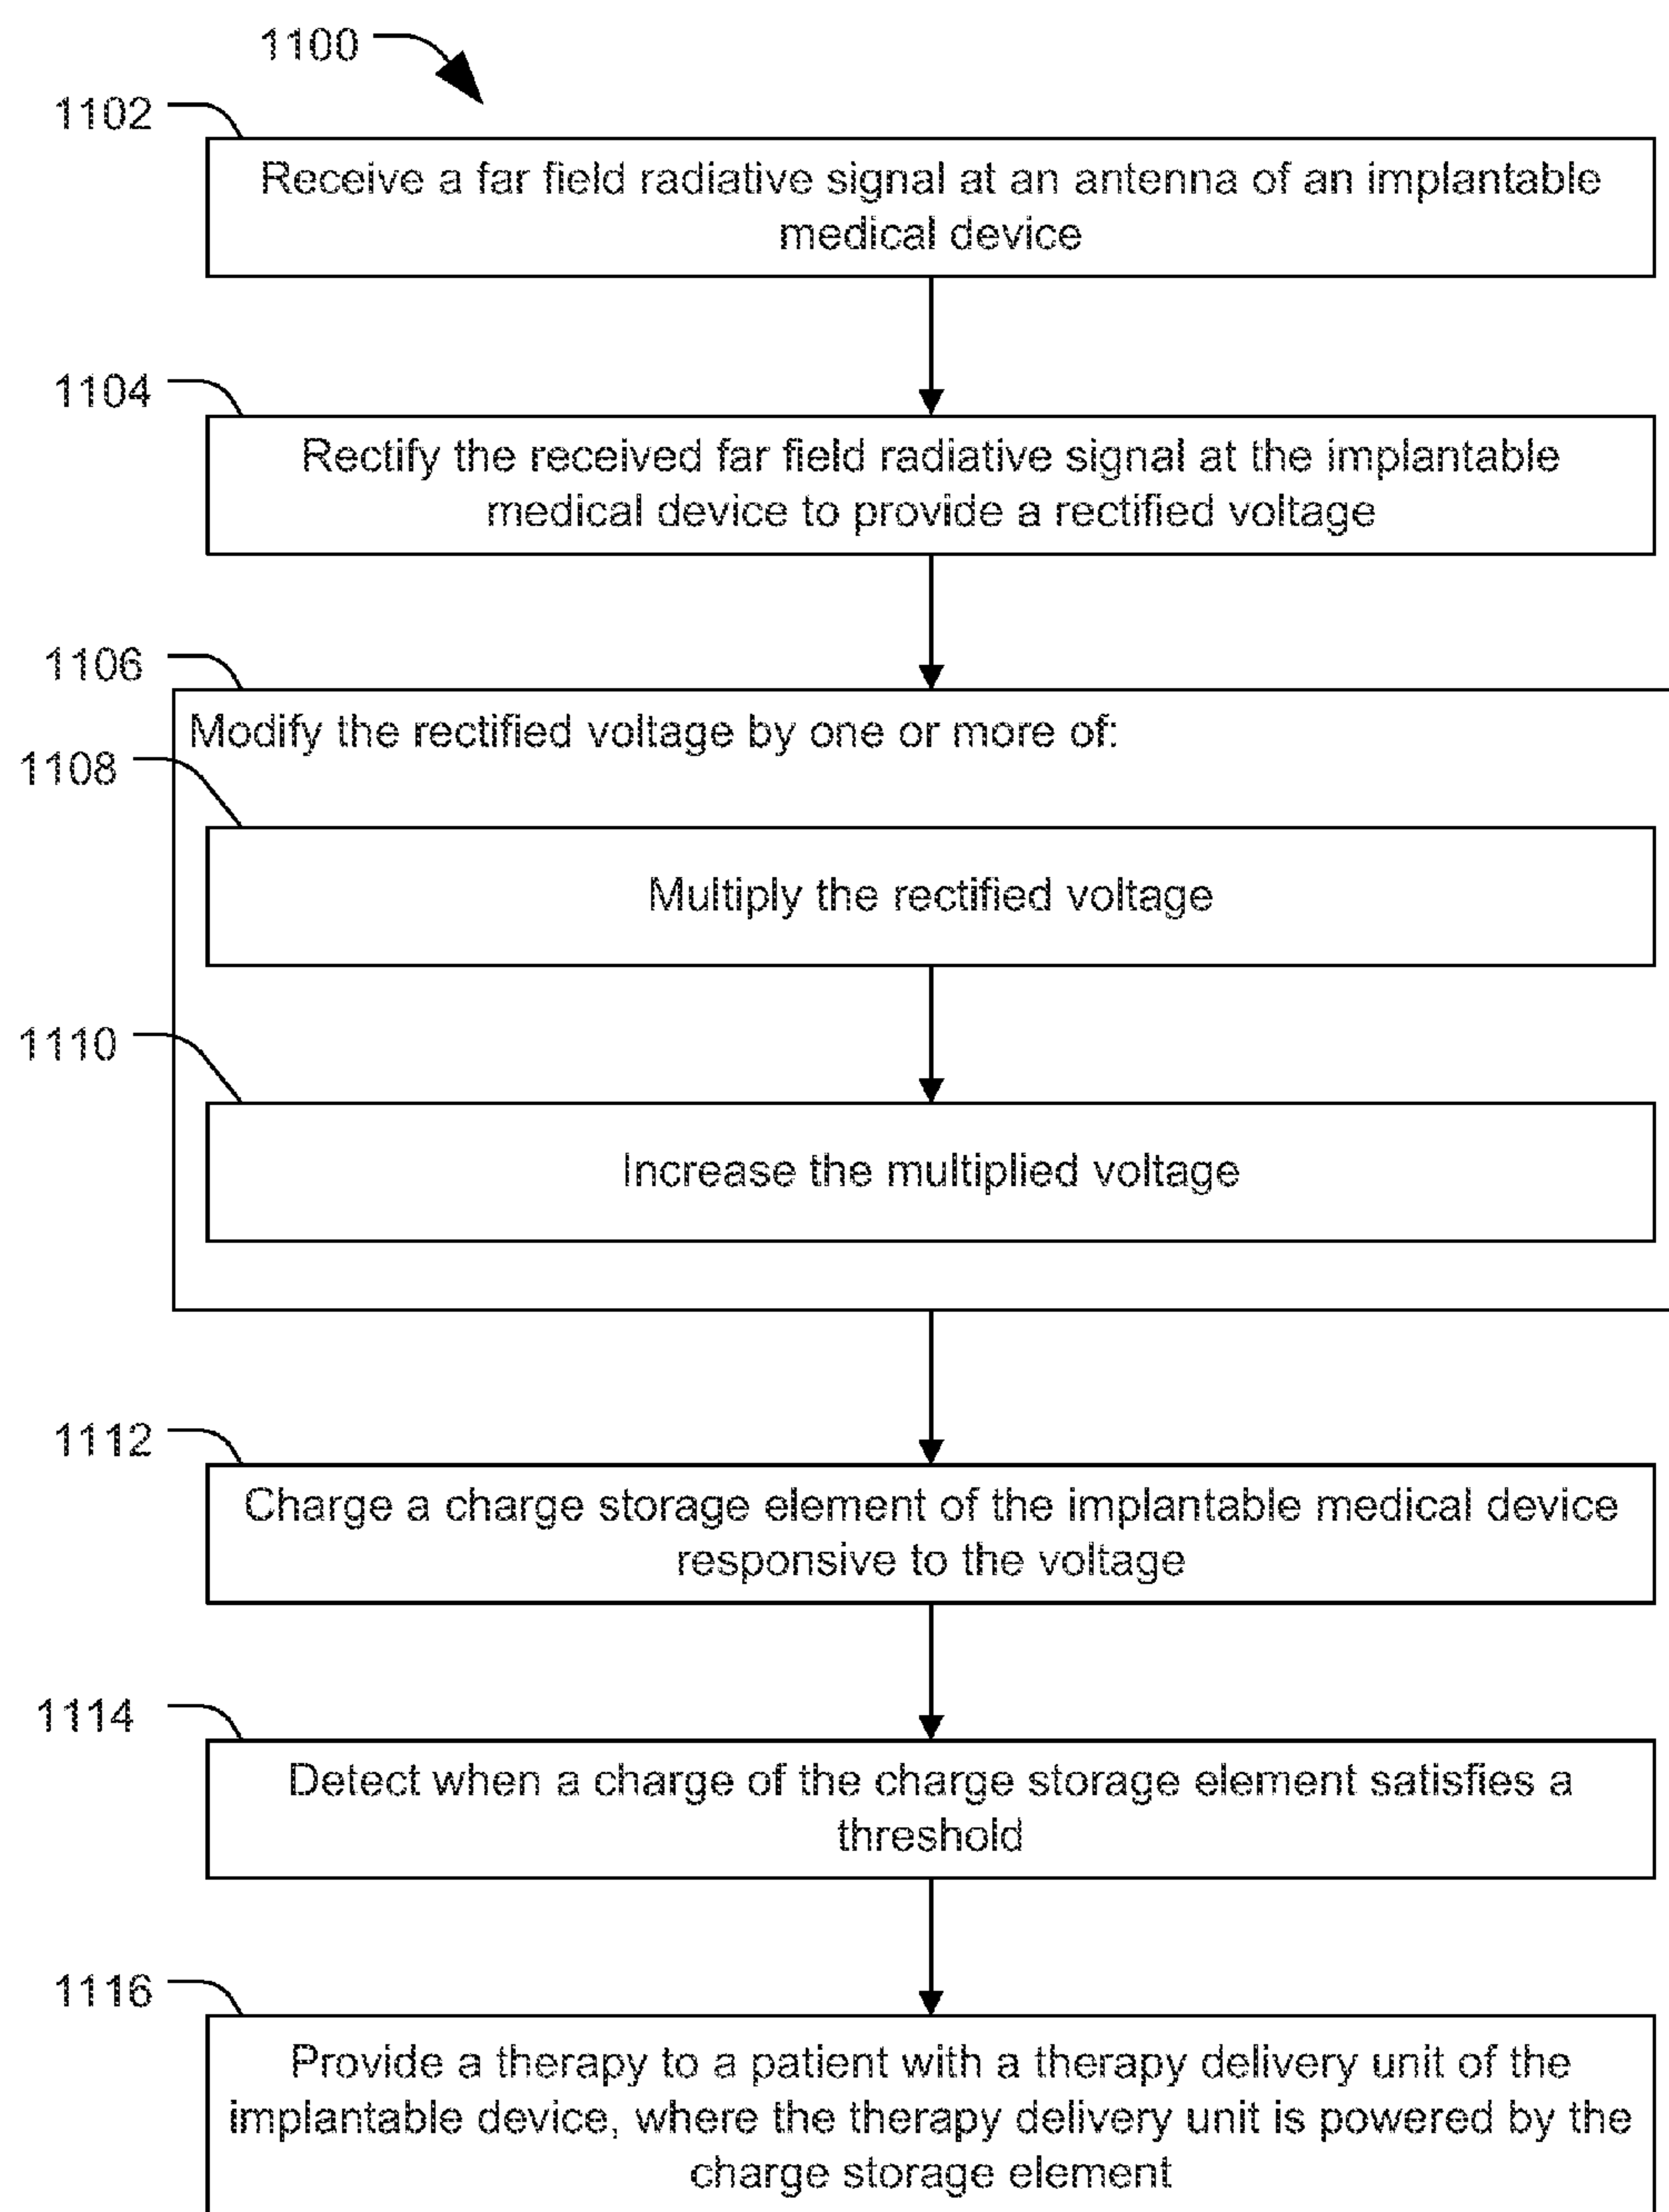 1100
1102
Receive a far field radiative signal at an antenna of an implantable
medical device
1104
Rectify the received far field radiative signal at the implantable
medical device to provide a rectified voltage
1106
Modify the rectified voltage by one or more of:
1108
Multiply the rectified voltage
1110
Increase the multiplied voltage
1112
Charge a charge storage element of the implantable medical device
responsive to the voltage
1114
Detect when a charge of the charge storage element satisfies a
threshold
1116
Provide a therapy to a patient with a therapy delivery unit of the
implantable device, where the therapy delivery unit is powered by the
charge storage element